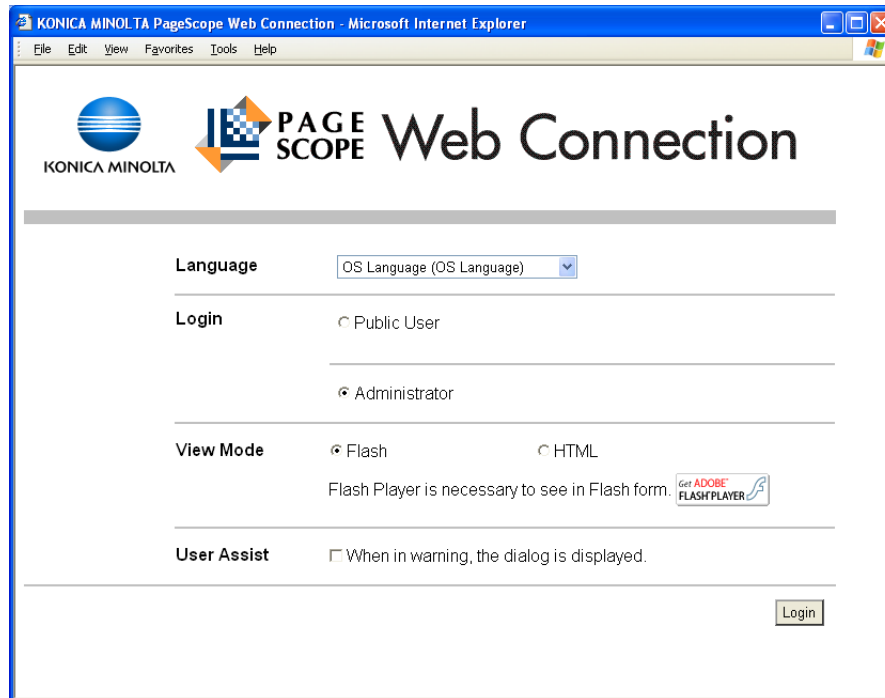 KONICA MINOLTA PageScope Web Connection - Microsoft Internet Explorer
File Edit View Favorites Tools Help
KONICA MINOLTA
PAGE SCOPE Web Connection
Language OS Language (OS Language)
Login Public User
Administrator
View Mode Flash HTML
Flash Player is necessary to see in Flash form. Get ADOBE® FLASH® PLAYER
User Assist When in warning, the dialog is displayed.
Login